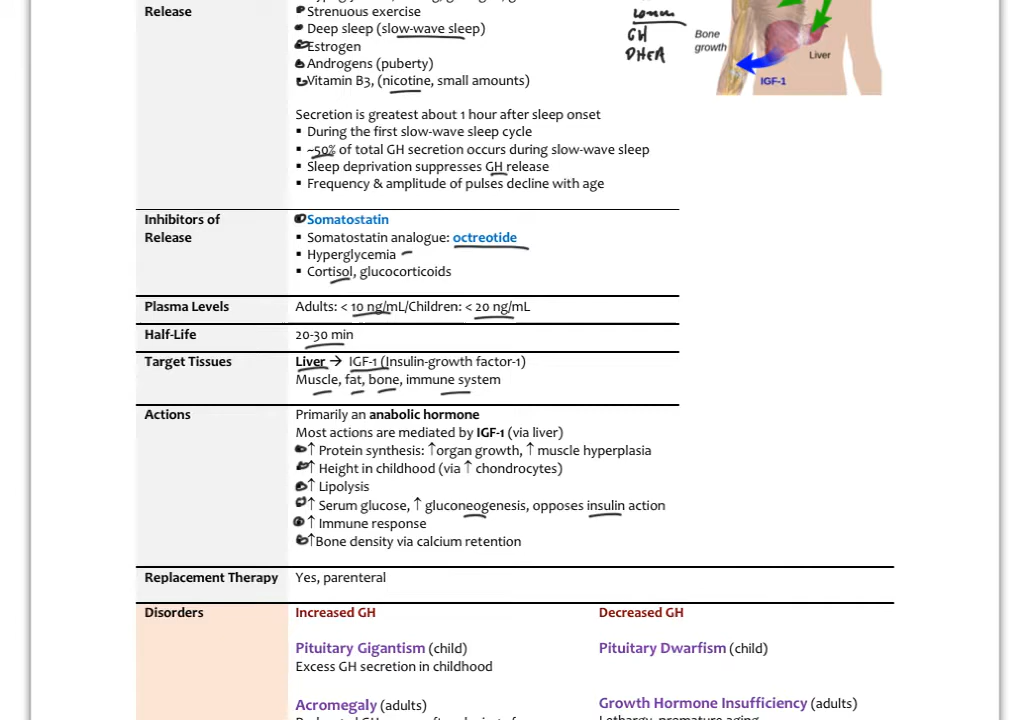 Release
Strenuous exercise
Deep sleep (slow-wave sleep)
Estrogen
Androgens (puberty)
Vitamin B3, (nicotine, small amounts)
GH
DHEA
Bone
growth
Liver
IGF-1
Secretion is greatest about 1 hour after sleep onset
▪ During the first slow-wave sleep cycle
▪ ~50% of total GH secretion occurs during slow-wave sleep
▪ Sleep deprivation suppresses GH release
▪ Frequency & amplitude of pulses decline with age
Inhibitors of
Release
Somatostatin
▪ Somatostatin analogue: octreotide
▪ Hyperglycemia
▪ Cortisol, glucocorticoids
Plasma Levels
Adults: < 10 ng/mL/Children: < 20 ng/mL
Half-Life
20-30 min
Target Tissues
Liver → IGF-1 (Insulin-growth factor-1)
Muscle, fat, bone, immune system
Actions
Primarily an anabolic hormone
Most actions are mediated by IGF-1 (via liver)
↑ Protein synthesis: ↑organ growth, ↑ muscle hyperplasia
↑ Height in childhood (via ↑ chondrocytes)
↑ Lipolysis
↑ Serum glucose, ↑ gluconeogenesis, opposes insulin action
↑ Immune response
↑Bone density via calcium retention
Replacement Therapy
Yes, parenteral
Disorders
Increased GH
Decreased GH
Pituitary Gigantism (child)
Pituitary Dwarfism (child)
Excess GH secretion in childhood
Acromegaly (adults)
Growth Hormone Insufficiency (adults)
Lethargy, premature aging